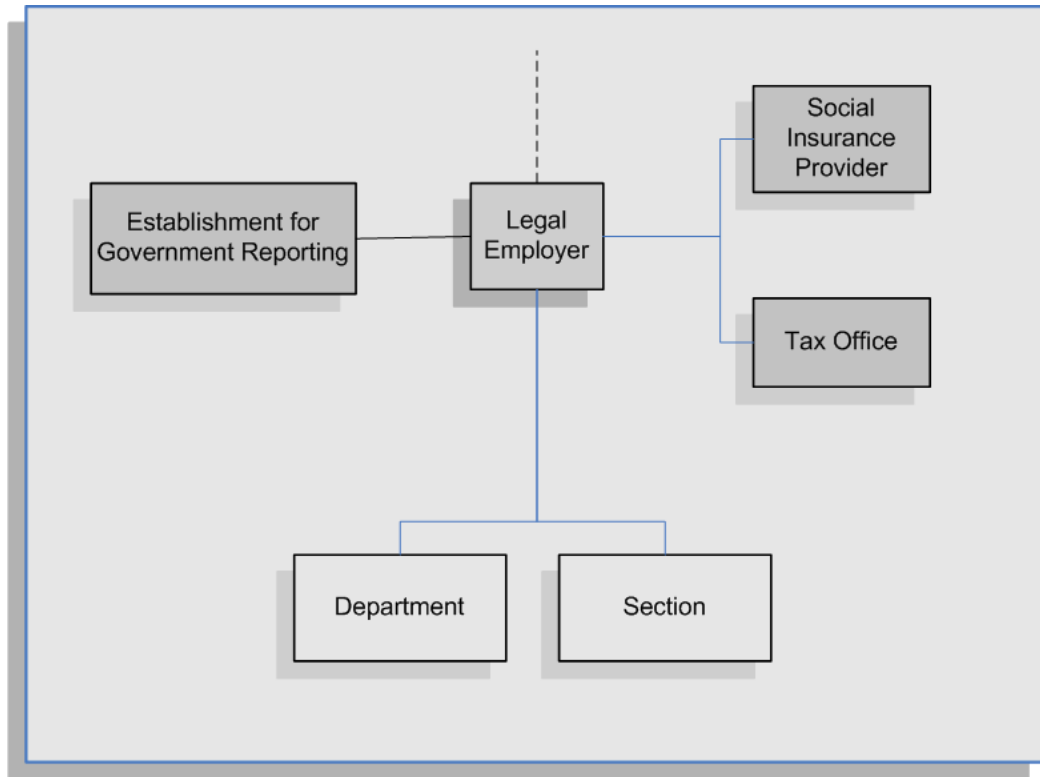 Social
Insurance
Provider
Establishment for
Government Reporting
Legal
Employer
Tax Office
Department
Section